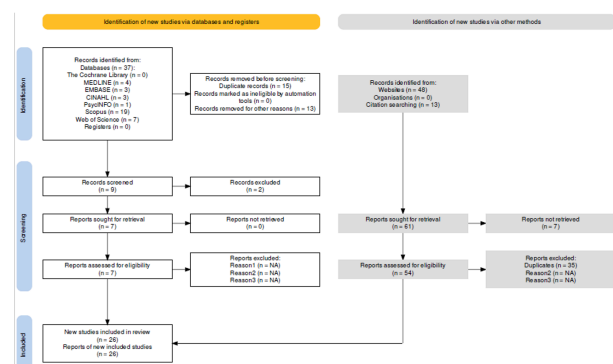 Identification of new studies via databases and registers
Identification of new studies via other methods
Identification
Records identified from:
Databases (n = 37):
The Cochrane Library (n = 0)
MEDLINE (n = 4)
EMBASE (n = 3)
CINAHL (n = 3)
PsycINFO (n = 1)
Scopus (n = 19)
Web of Science (n = 7)
Registers (n = 0)
Records removed before screening:
Duplicate records (n = 15)
Records marked as ineligible by automation
tools (n = 0)
Records removed for other reasons (n = 13)
Records identified from:
Websites (n = 48)
Organisations (n = 0)
Citation searching (n = 13)
Screening
Records screened
(n = 9)
Records excluded
(n = 2)
Reports sought for retrieval
(n = 7)
Reports not retrieved
(n = 0)
Reports sought for retrieval
(n = 61)
Reports not retrieved
(n = 7)
Reports assessed for eligibility
(n = 7)
Reports excluded:
Reason1 (n = NA)
Reason2 (n = NA)
Reason3 (n = NA)
Reports assessed for eligibility
(n = 54)
Reports excluded:
Duplicates (n = 35)
Reason2 (n = NA)
Reason3 (n = NA)
Included
New studies included in review
(n = 26)
Reports of new included studies
(n = 26)